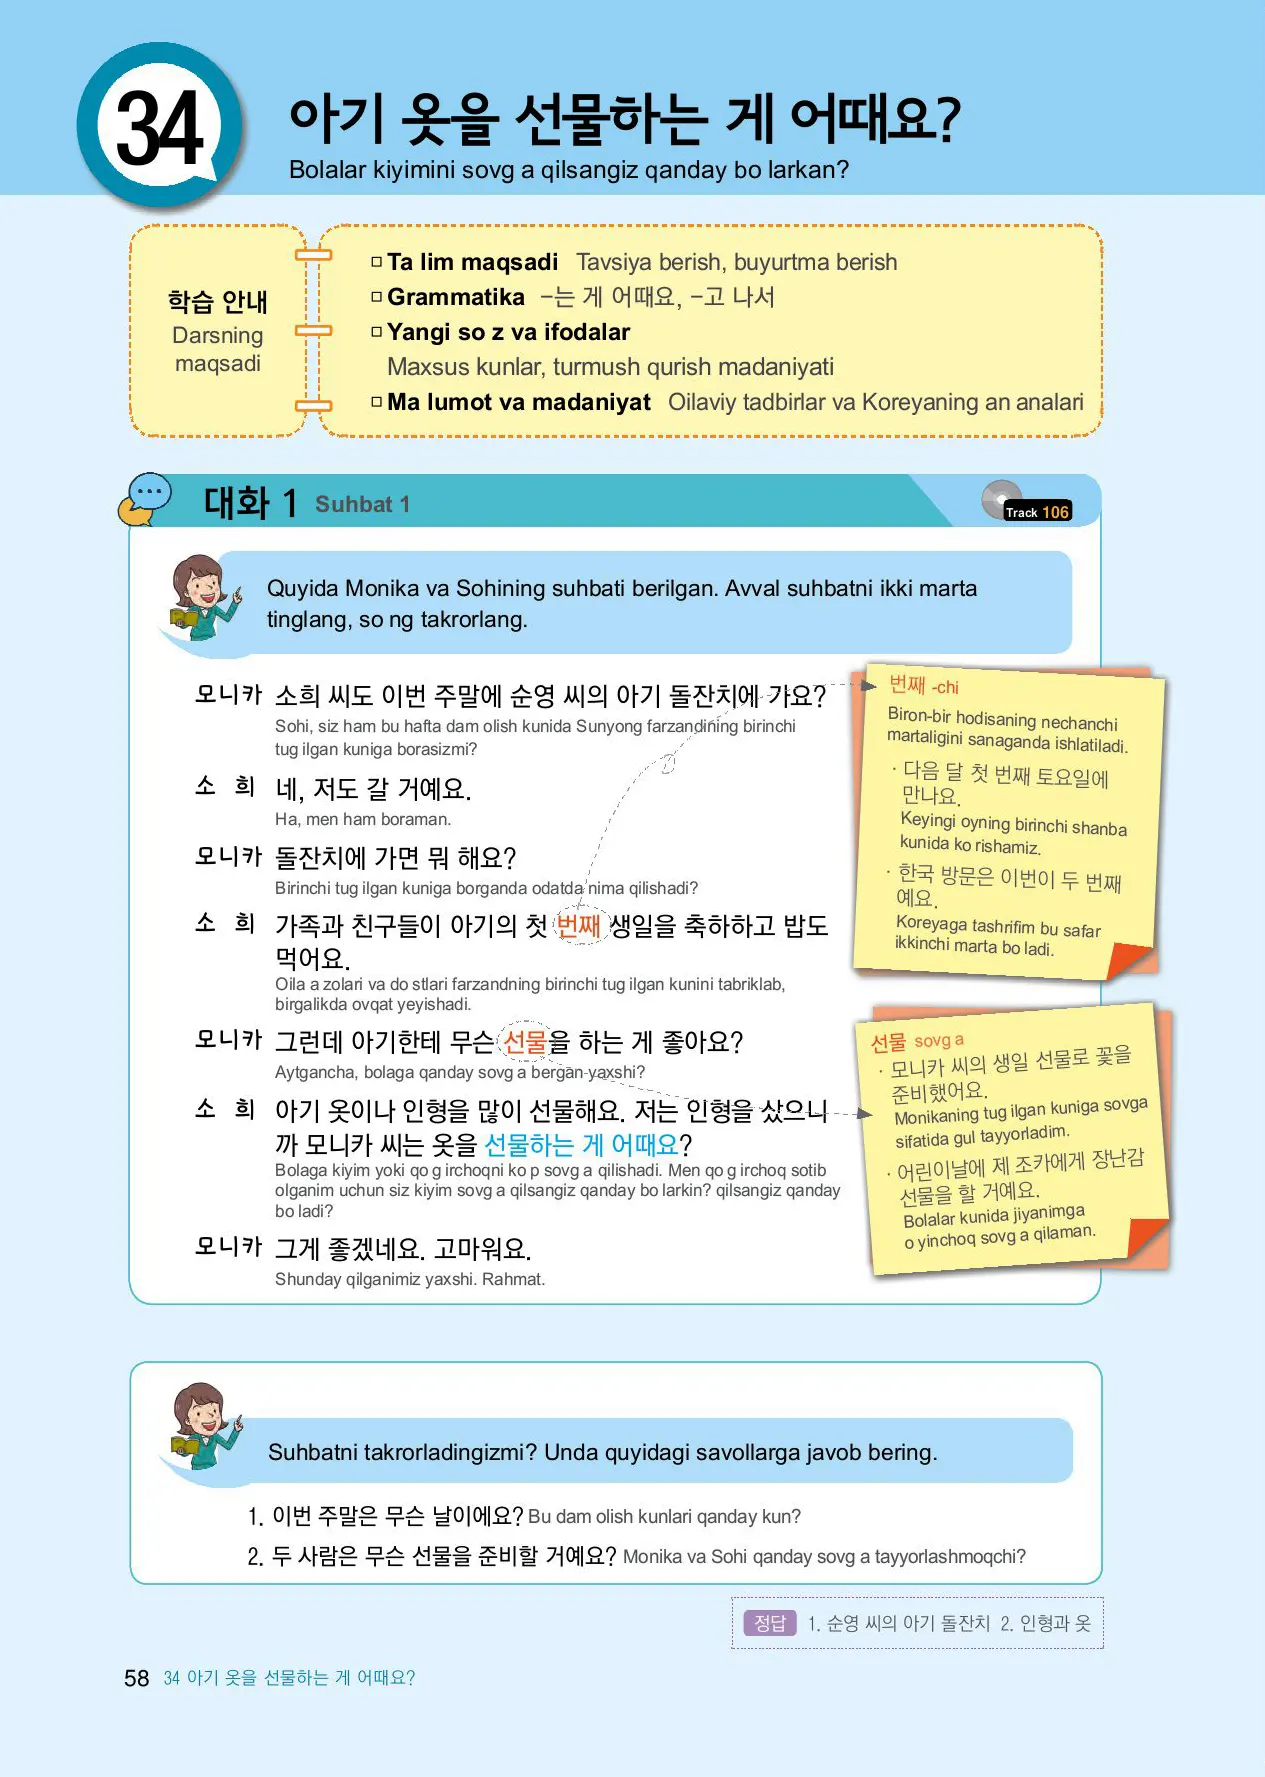 34
아기 옷을 선물하는 게 어때요?
Bolalar kiyimini sovg a qilsangiz qanday bo larkan?
학습 안내
Darsning
maqsadi
□ Ta lim maqsadi Tavsiya berish, buyurtma berish
□ Grammatika -는 게 어때요, -고 나서
□ Yangi so z va ifodalar
Maxsus kunlar, turmush qurish madaniyati
□ Ma lumot va madaniyat Oilaviy tadbirlar va Koreyaning an analari
대화 1 Suhbat 1
Track 106
Quyida Monika va Sohining suhbati berilgan. Avval suhbatni ikki marta
tinglang, so ng takrorlang.
모니카 소희 씨도 이번 주말에 순영 씨의 아기 돌잔치에 가요?
Sohi, siz ham bu hafta dam olish kunida Sunyong farzandining birinchi
tug ilgan kuniga borasizmi?
소 희 네, 저도 갈 거예요.
Ha, men ham boraman.
모니카 돌잔치에 가면 뭐 해요?
Birinchi tug ilgan kuniga borganda odatda nima qilishadi?
소 희 가족과 친구들이 아기의 첫 번째 생일을 축하하고 밥도
먹어요.
Oila a zolari va do stlari farzandning birinchi tug ilgan kunini tabriklab,
birgalikda ovqat yeyishadi.
모니카 그런데 아기한테 무슨 선물을 하는 게 좋아요?
Aytgancha, bolaga qanday sovg a bergan yaxshi?
소 희 아기 옷이나 인형을 많이 선물해요. 저는 인형을 샀으니
까 모니카 씨는 옷을 선물하는 게 어때요?
Bolaga kiyim yoki qo g irchoqni ko p sovg a qilishadi. Men qo g irchoq sotib
olganim uchun siz kiyim sovg a qilsangiz qanday bo larkin? qilsangiz qanday
bo ladi?
모니카 그게 좋겠네요. 고마워요.
Shunday qilganimiz yaxshi. Rahmat.
번째 -chi
Biron-bir hodisaning nechanchi
martaligini sanaganda ishlatiladi.
· 다음 달 첫 번째 토요일에
만나요.
Keyingi oyning birinchi shanba
kunida ko rishamiz.
· 한국 방문은 이번이 두 번째
예요.
Koreyaga tashrifim bu safar
ikkinchi marta bo ladi.
선물 sovg a
· 모니카 씨의 생일 선물로 꽃을
준비했어요.
Monikaning tug ilgan kuniga sovga
sifatida gul tayyorladim.
· 어린이날에 제 조카에게 장난감
선물을 할 거예요.
Bolalar kunida jiyanimga
o yinchoq sovg a qilaman.
Suhbatni takrorladingizmi? Unda quyidagi savollarga javob bering.
1. 이번 주말은 무슨 날이에요? Bu dam olish kunlari qanday kun?
2. 두 사람은 무슨 선물을 준비할 거예요? Monika va Sohi qanday sovg a tayyorlashmoqchi?
정답 1. 순영 씨의 아기 돌잔치 2. 인형과 옷
58 34 아기 옷을 선물하는 게 어때요?